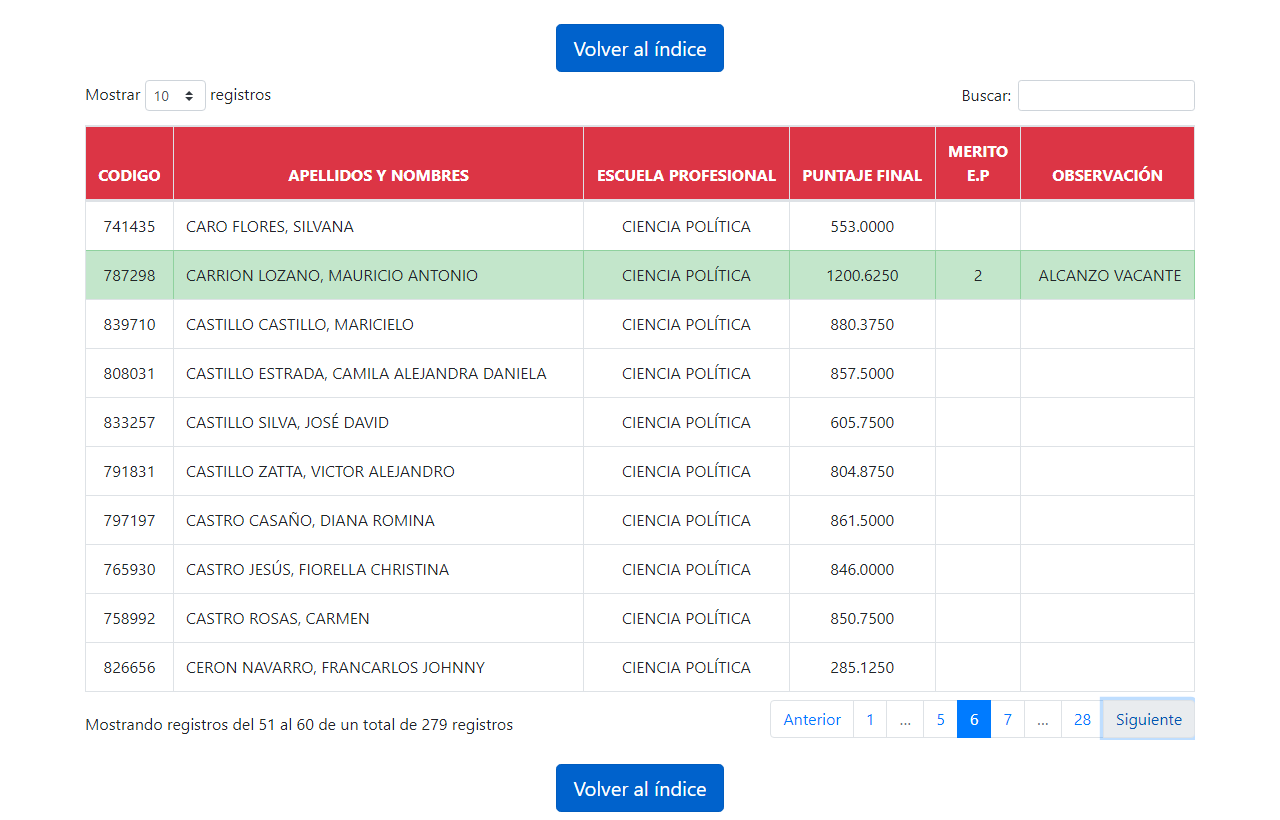 Volver al índice
Mostrar 10 registros Buscar:
CODIGO APELLIDOS Y NOMBRES ESCUELA PROFESIONAL PUNTAJE FINAL MERITO E.P OBSERVACIÓN
741435 CARO FLORES, SILVANA CIENCIA POLÍTICA 553.0000
787298 CARRION LOZANO, MAURICIO ANTONIO CIENCIA POLÍTICA 1200.6250 2 ALCANZO VACANTE
839710 CASTILLO CASTILLO, MARICIELO CIENCIA POLÍTICA 880.3750
808031 CASTILLO ESTRADA, CAMILA ALEJANDRA DANIELA CIENCIA POLÍTICA 857.5000
833257 CASTILLO SILVA, JOSÉ DAVID CIENCIA POLÍTICA 605.7500
791831 CASTILLO ZATTA, VICTOR ALEJANDRO CIENCIA POLÍTICA 804.8750
797197 CASTRO CASAÑO, DIANA ROMINA CIENCIA POLÍTICA 861.5000
765930 CASTRO JESÚS, FIORELLA CHRISTINA CIENCIA POLÍTICA 846.0000
758992 CASTRO ROSAS, CARMEN CIENCIA POLÍTICA 850.7500
826656 CERON NAVARRO, FRANCARLOS JOHNNY CIENCIA POLÍTICA 285.1250
Mostrando registros del 51 al 60 de un total de 279 registros Anterior 1 ... 5 6 7 ... 28 Siguiente
Volver al índice